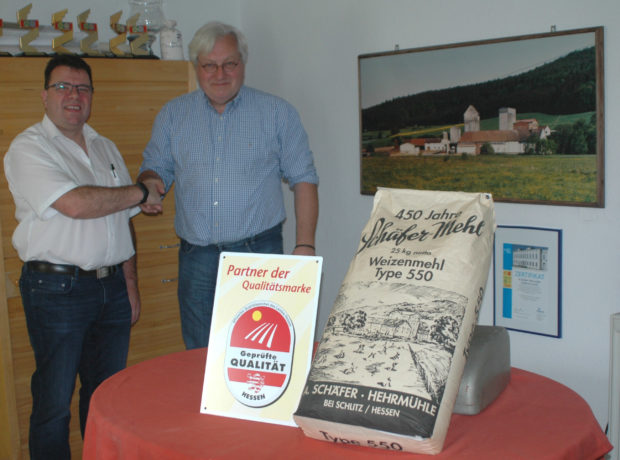 Partner der
Qualitätsmarke
Geprüfte
QUALITÄT
HESSEN
450 Jahre
Schäfer Mehl
25 kg netto
Weizenmehl
Type 550
SCHÄFER · HEHRMÜHLE
BEI SCHLITZ / HESSEN
Type 550
ZERTIFIKAT